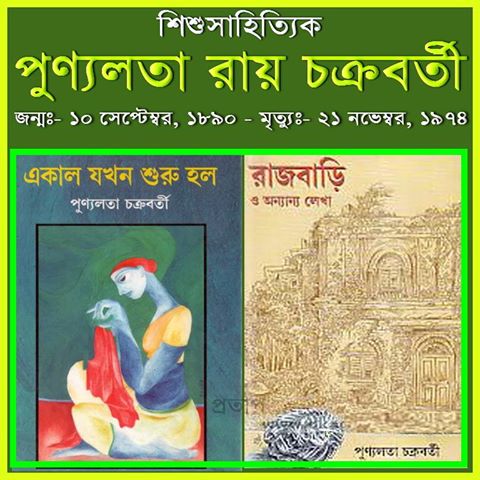 শিশুসাহিত্যিক
পুণ্যলতা রায় চক্রবর্তী
জন্মঃ- ১০ সেপ্টেম্বর, ১৮৯০ - মৃত্যুঃ- ২১ নভেম্বর, ১৯৭৪
একাল যখন শুরু হল
পুণ্যলতা চক্রবর্তী
রাজবাড়ি
ও অন্যান্য লেখা
পুণ্যলতা চক্রবর্তী